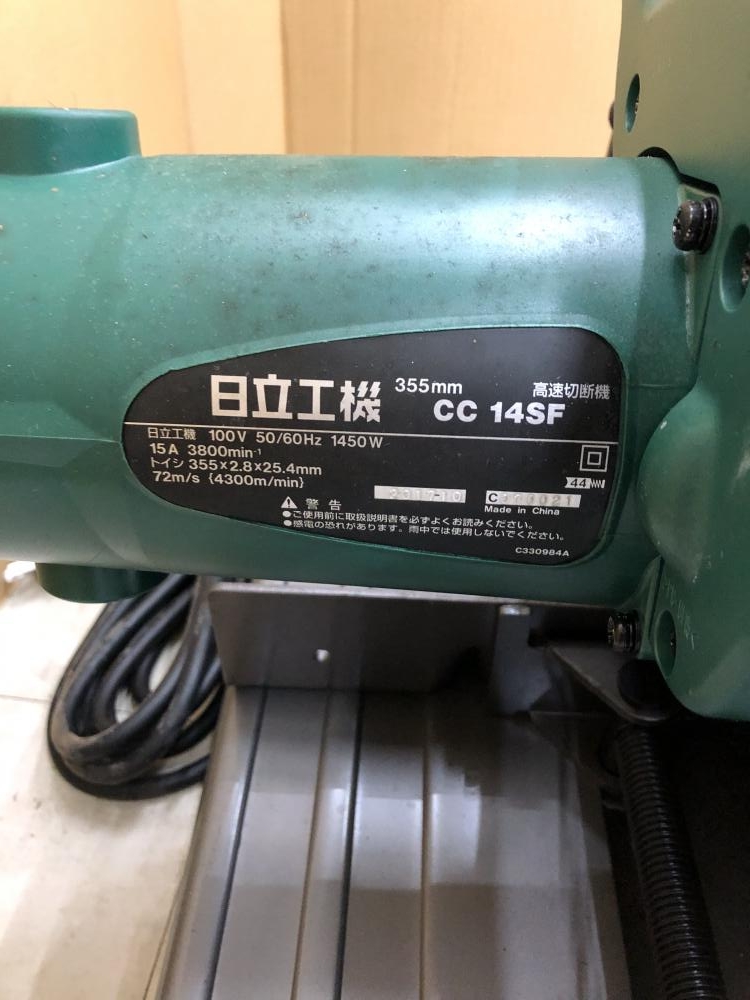 日立工機 355mm 高速切断機
CC 14SF
日立工機 100V 50/60Hz 1450W
15A 3800min⁻¹
トイシ 355×2.8×25.4mm
72m/s {4300m/min}
44
2017-10
Made in China
警告
●ご使用前に取扱説明書を必ずよくお読みください。
●感電の恐れがあります。雨中では使用しないでください。
C330984A